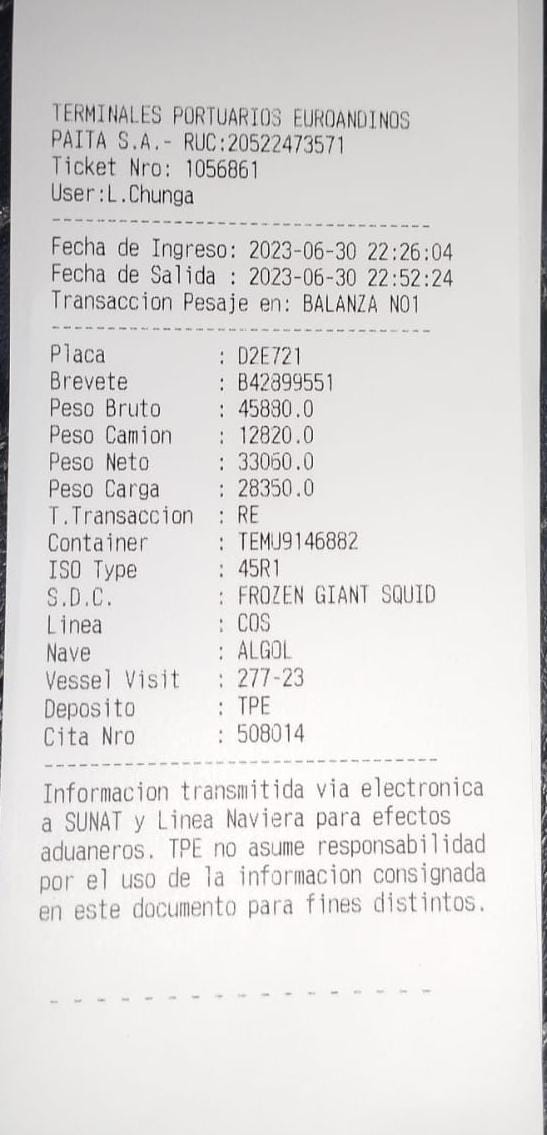 TERMINALES PORTUARIOS EUROANDINOS
PAITA S.A.- RUC:20522473571
Ticket Nro: 1056861
User:L.Chunga
Fecha de Ingreso: 2023-06-30 22:26:04
Fecha de Salida : 2023-06-30 22:52:24
Transaccion Pesaje en: BALANZA N01
Placa : D2E721
Brevete : B42899551
Peso Bruto : 45880.0
Peso Camion : 12820.0
Peso Neto : 33060.0
Peso Carga : 28350.0
T.Transaccion : RE
Container : TEMU9146882
ISO Type : 45R1
S.D.C. : FROZEN GIANT SQUID
Linea : COS
Nave : ALGOL
Vessel Visit : 277-23
Deposito : TPE
Cita Nro : 508014
Informacion transmitida via electronica
a SUNAT y Linea Naviera para efectos
aduaneros. TPE no asume responsabilidad
por el uso de la informacion consignada
en este documento para fines distintos.